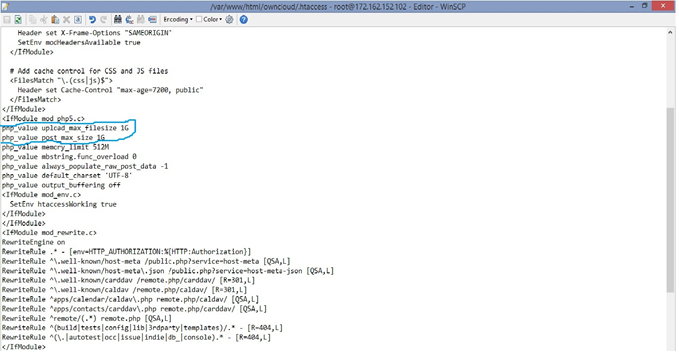 /var/www/html/owncloud/.htaccess - root@172.162.152.102 - Editor - WinSCP
Encoding Color
Header set X-Frame-Options "SAMEORIGIN"
SetEnv modHeadersAvailable true
</IfModule>
# Add cache control for CSS and JS files
<FilesMatch "\.(css|js)$">
Header set Cache-Control "max-age=7200, public"
</FilesMatch>
</IfModule>
<IfModule mod_php5.c>
php_value upload_max_filesize 1G
php_value post_max_size 1G
php_value memory_limit 512M
php_value mbstring.func_overload 0
php_value always_populate_raw_post_data -1
php_value default_charset 'UTF-8'
php_value output_buffering off
<IfModule mod_env.c>
SetEnv htaccessWorking true
</IfModule>
</IfModule>
<IfModule mod_rewrite.c>
RewriteEngine on
RewriteRule .* - [env=HTTP_AUTHORIZATION:%{HTTP:Authorization}]
RewriteRule ^\.well-known/host-meta /public.php?service=host-meta [QSA,L]
RewriteRule ^\.well-known/host-meta\.json /public.php?service=host-meta-json [QSA,L]
RewriteRule ^\.well-known/carddav /remote.php/carddav/ [R=301,L]
RewriteRule ^\.well-known/caldav /remote.php/caldav/ [R=301,L]
RewriteRule ^apps/calendar/caldav\.php remote.php/caldav/ [QSA,L]
RewriteRule ^apps/contacts/carddav\.php remote.php/carddav/ [QSA,L]
RewriteRule ^remote/(.*) remote.php [QSA,L]
RewriteRule ^(build|tests|config|lib|3rdparty|templates)/.* - [R=404,L]
RewriteRule ^(\.|autotest|occ|issue|indie|db_|console).* - [R=404,L]
</IfModule>